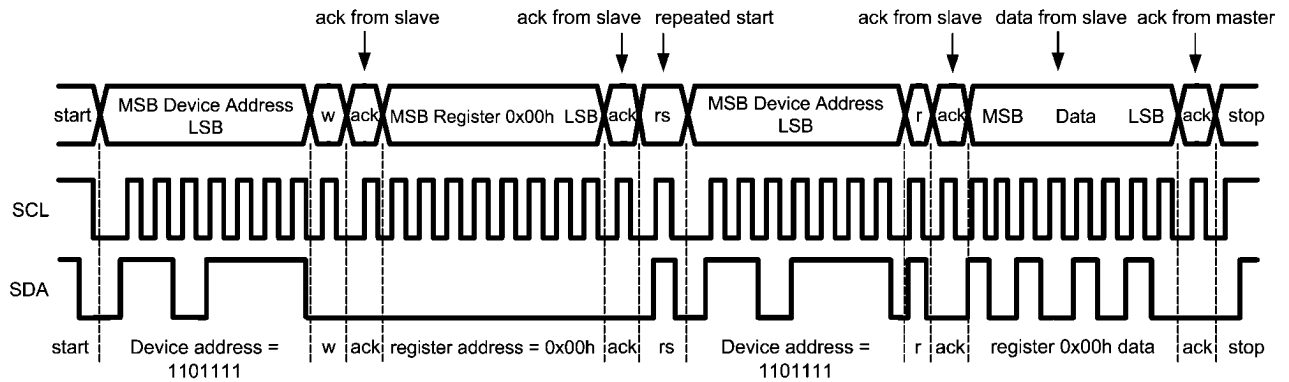 ack from slave
ack from slave
repeated start
ack from slave
data from slave
ack from master
start
MSB Device Address
LSB
w
ack
MSB Register 0x00h LSB
ack
rs
MSB Device Address
LSB
r
ack
MSB Data LSB
ack
stop
SCL
SDA
start
Device address =
1101111
w
ack
register address = 0x00h
ack
rs
Device address =
1101111
r
ack
register 0x00h data
ack
stop